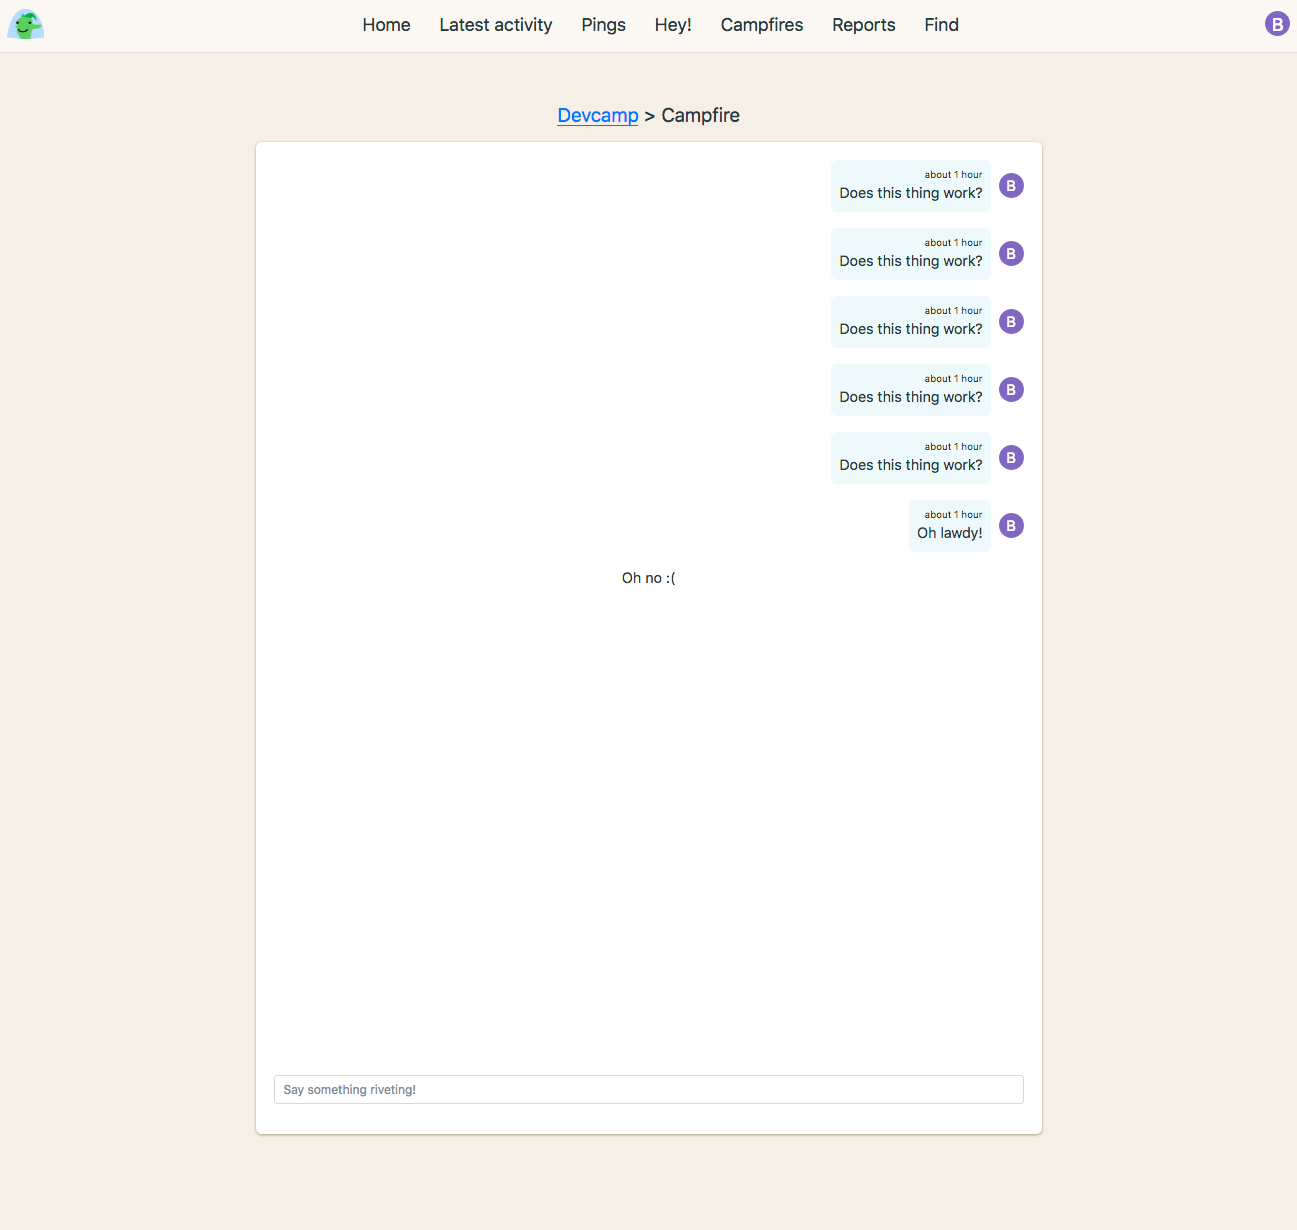 Home Latest activity Pings Hey! Campfires Reports Find B
Devcamp > Campfire
about 1 hour
Does this thing work?
B
about 1 hour
Does this thing work?
B
about 1 hour
Does this thing work?
B
about 1 hour
Does this thing work?
B
about 1 hour
Does this thing work?
B
about 1 hour
Oh lawdy!
B
Oh no :(
Say something riveting!